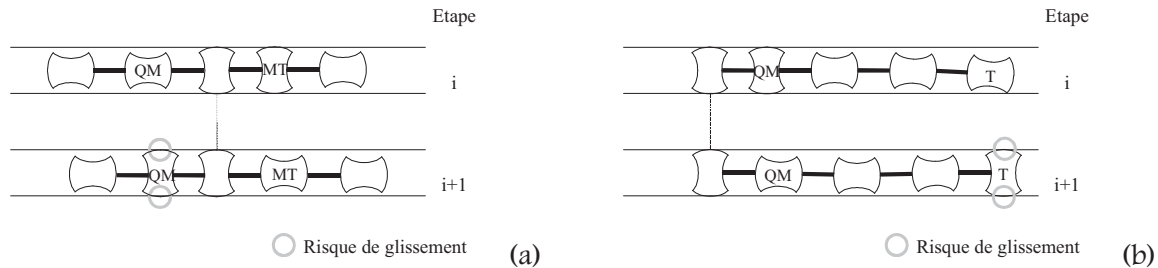 Etape
QM MT
i
QM MT
i+1
Risque de glissement (a)
Etape
QM T
i
QM T
i+1
Risque de glissement (b)